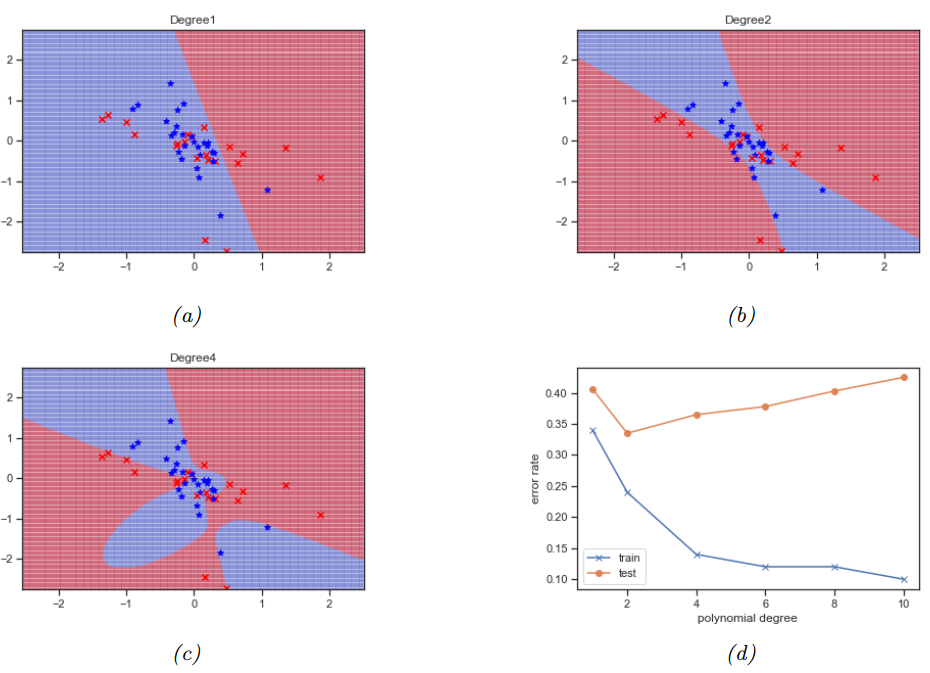 Degree1
2
1
0
−1
−2
−2 −1 0 1 2
(a)
Degree2
2
1
0
−1
−2
−2 −1 0 1 2
(b)
Degree4
2
1
0
−1
−2
−2 −1 0 1 2
(c)
error rate
0.40
0.35
0.30
0.25
0.20
0.15
0.10
train
test
2 4 6 8 10
polynomial degree
(d)